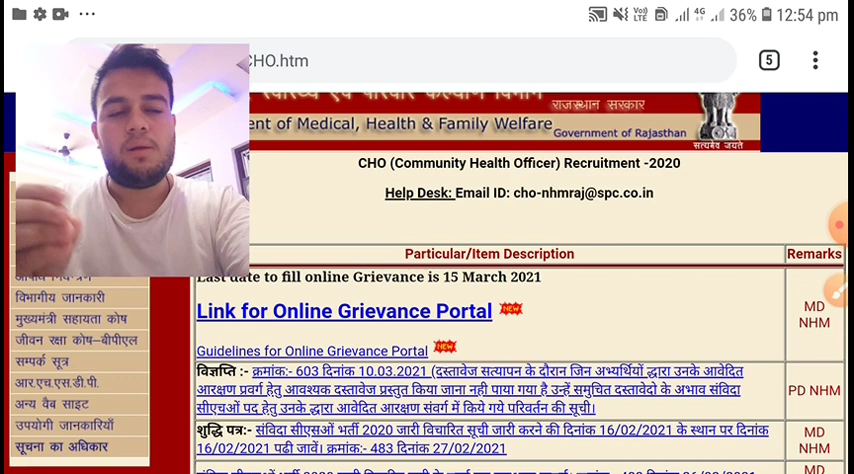 Vo)) LTE 4G 36% 12:54 pm
CHO.htm 5
स्वास्थ्य एवं परिवार कल्याण विभाग राजस्थान सरकार
ent of Medical, Health & Family Welfare Government of Rajasthan
सत्यमेव जयते
CHO (Community Health Officer) Recruitment -2020
Help Desk: Email ID: cho-nhmraj@spc.co.in
Particular/Item Description Remarks
Last date to fill online Grievance is 15 March 2021
Link for Online Grievance Portal NEW
Guidelines for Online Grievance Portal NEW
MD
NHM
विज्ञप्ति :- क्रमांक:- 603 दिनांक 10.03.2021 (दस्तावेज सत्यापन के दौरान जिन अभ्यर्थियों द्धारा उनके आवेदित
आरक्षण प्रवर्ग हेतु आवश्यक दस्तावेज प्रस्तुत किया जाना नही पाया गया है उन्हें समुचित दस्तावेदो के अभाव संविदा
सीएचओं पद हेतु उनके द्धारा आवेदित आरक्षण संवर्ग में किये गये परिवर्तन की सूची।
PD NHM
शुद्धि पत्र:- संविदा सीएसओं भर्ती 2020 जारी विचारित सूची जारी करने की दिनांक 16/02/2021 के स्थान पर दिनांक
16/02/2021 पढी जावें। क्रमांक:- 483 दिनांक 27/02/2021
MD
NHM
MD
विभागीय जानकारी
मुख्यमंत्री सहायता कोष
जीवन रक्षा कोष–बीपीएल
सम्पर्क सूत्र
आर.एच.एस.डी.पी.
अन्य वैब साइट
उपयोगी जानकारियॉं
सूचना का अधिकार